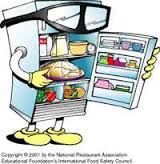 Copyright © 2001 by the National Restaurant Association
Educational Foundation's International Food Safety Council